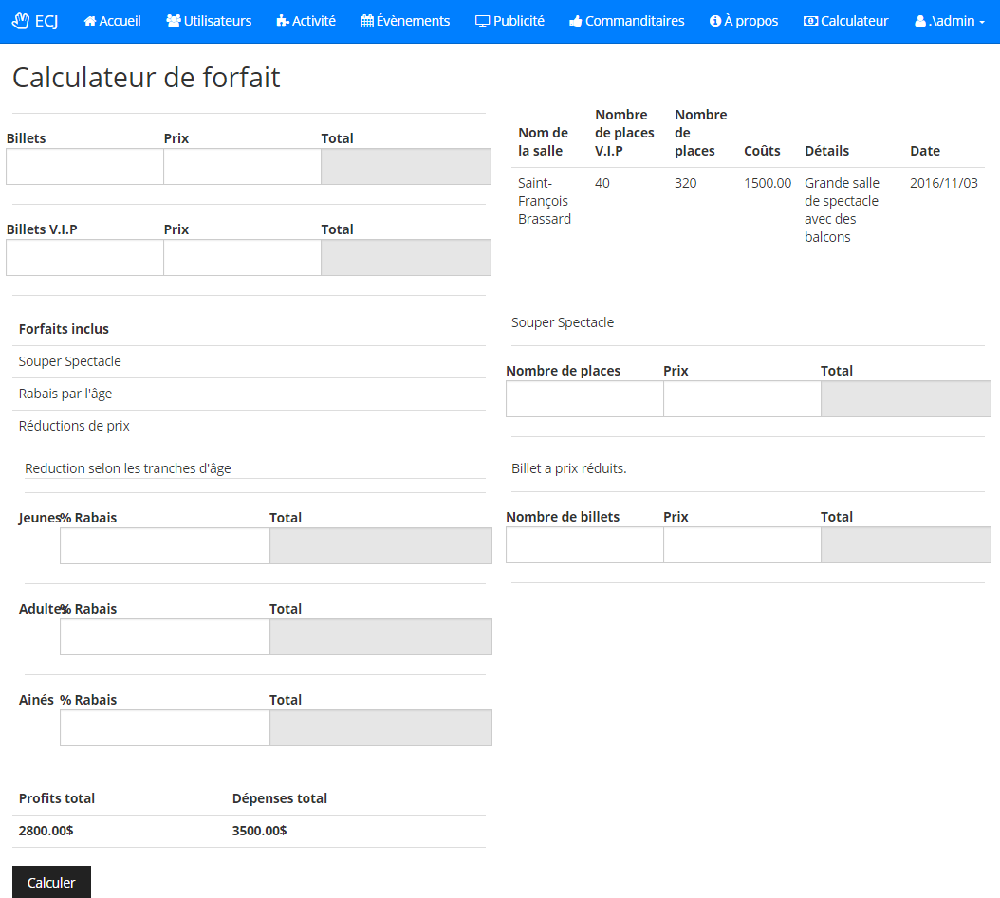 ECJ Accueil Utilisateurs Activité Évènements Publicité Commanditaires À propos Calculateur .\admin
Calculateur de forfait
Billets Prix Total
Billets V.I.P Prix Total
Nom de la salle Nombre de places V.I.P Nombre de places Coûts Détails Date
Saint-François Brassard 40 320 1500.00 Grande salle de spectacle avec des balcons 2016/11/03
Forfaits inclus
Souper Spectacle
Rabais par l'âge
Réductions de prix
Souper Spectacle
Nombre de places Prix Total
Reduction selon les tranches d'âge
Jeunes % Rabais Total
Adultes % Rabais Total
Ainés % Rabais Total
Billet a prix réduits.
Nombre de billets Prix Total
Profits total Dépenses total
2800.00$ 3500.00$
Calculer